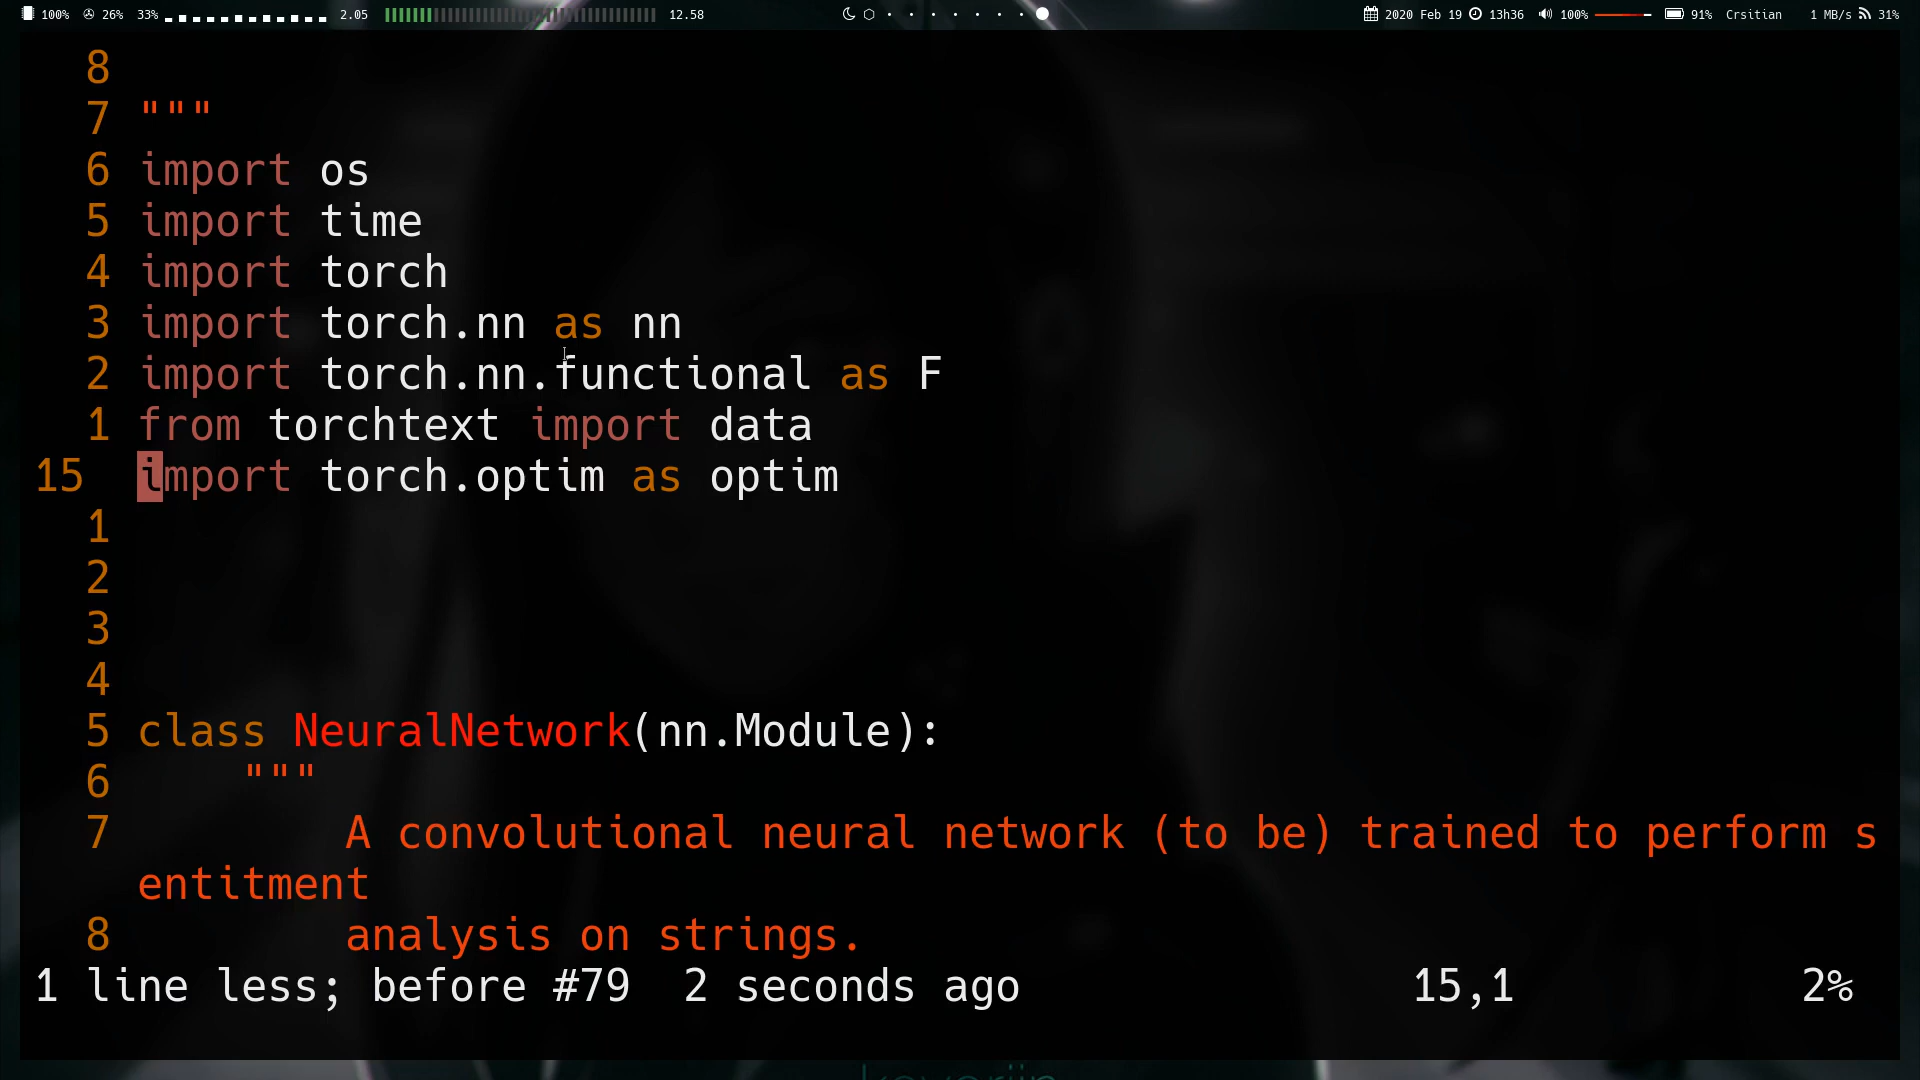 100% 26% 33% 2.05 12.58 2020 Feb 19 13h36 100% 91% Crsitian 1 MB/s 31%
8
7 """
6 import os
5 import time
4 import torch
3 import torch.nn as nn
2 import torch.nn.functional as F
1 from torchtext import data
15 import torch.optim as optim
1
2
3
4
5 class NeuralNetwork(nn.Module):
6 """
7 A convolutional neural network (to be) trained to perform s
entitment
8 analysis on strings.
1 line less; before #79 2 seconds ago 15,1 2%